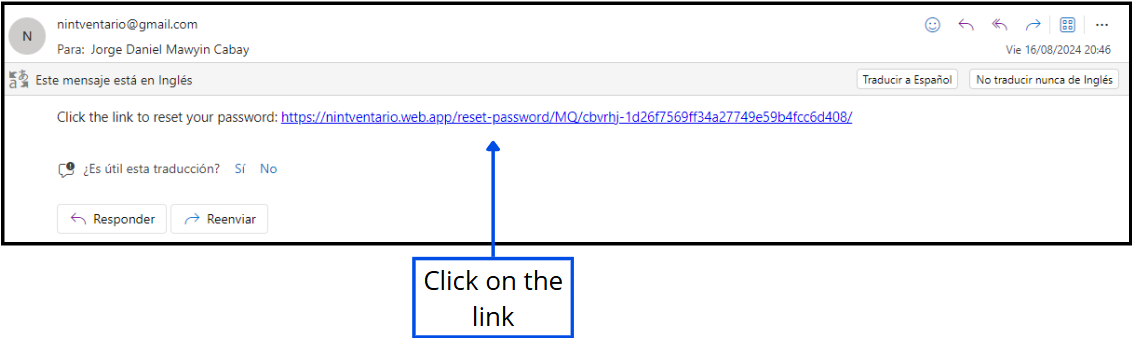 nintventario@gmail.com
N
Para: Jorge Daniel Mawyin Cabay
Vie 16/08/2024 20:46
Este mensaje está en Inglés
Traducir a Español
No traducir nunca de Inglés
Click the link to reset your password: https://nintventario.web.app/reset-password/MQ/cbvrhj-1d26f7569ff34a27749e59b4fcc6d408/
¿Es útil esta traducción? Sí No
Responder
Reenviar
Click on the
link